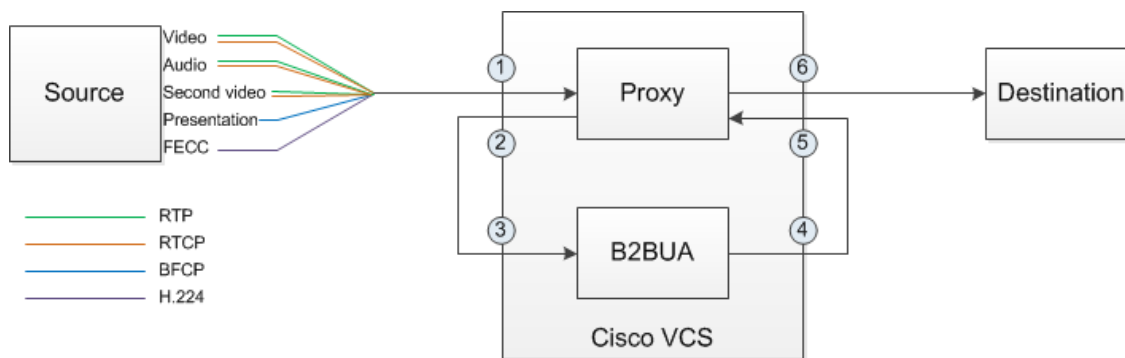 Source
Video
Audio
Second video
Presentation
FECC
1
2
3
Proxy
B2BUA
Cisco VCS
6
5
4
Destination
RTP
RTCP
BFCP
H.224